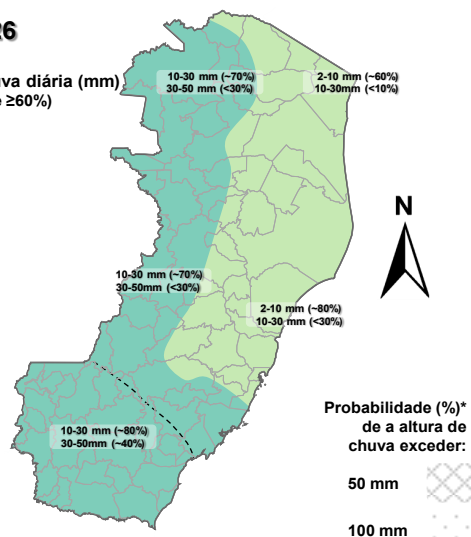 26
uva diária (mm)
e ≥60%)
10-30 mm (~70%)
30-50 mm (<30%)
2-10 mm (~60%)
10-30mm (<10%)
N
10-30 mm (~70%)
30-50mm (<30%)
2-10 mm (~80%)
10-30 mm (<30%)
10-30 mm (~80%)
30-50mm (~40%)
Probabilidade (%)*
de a altura de
chuva exceder:
50 mm
100 mm